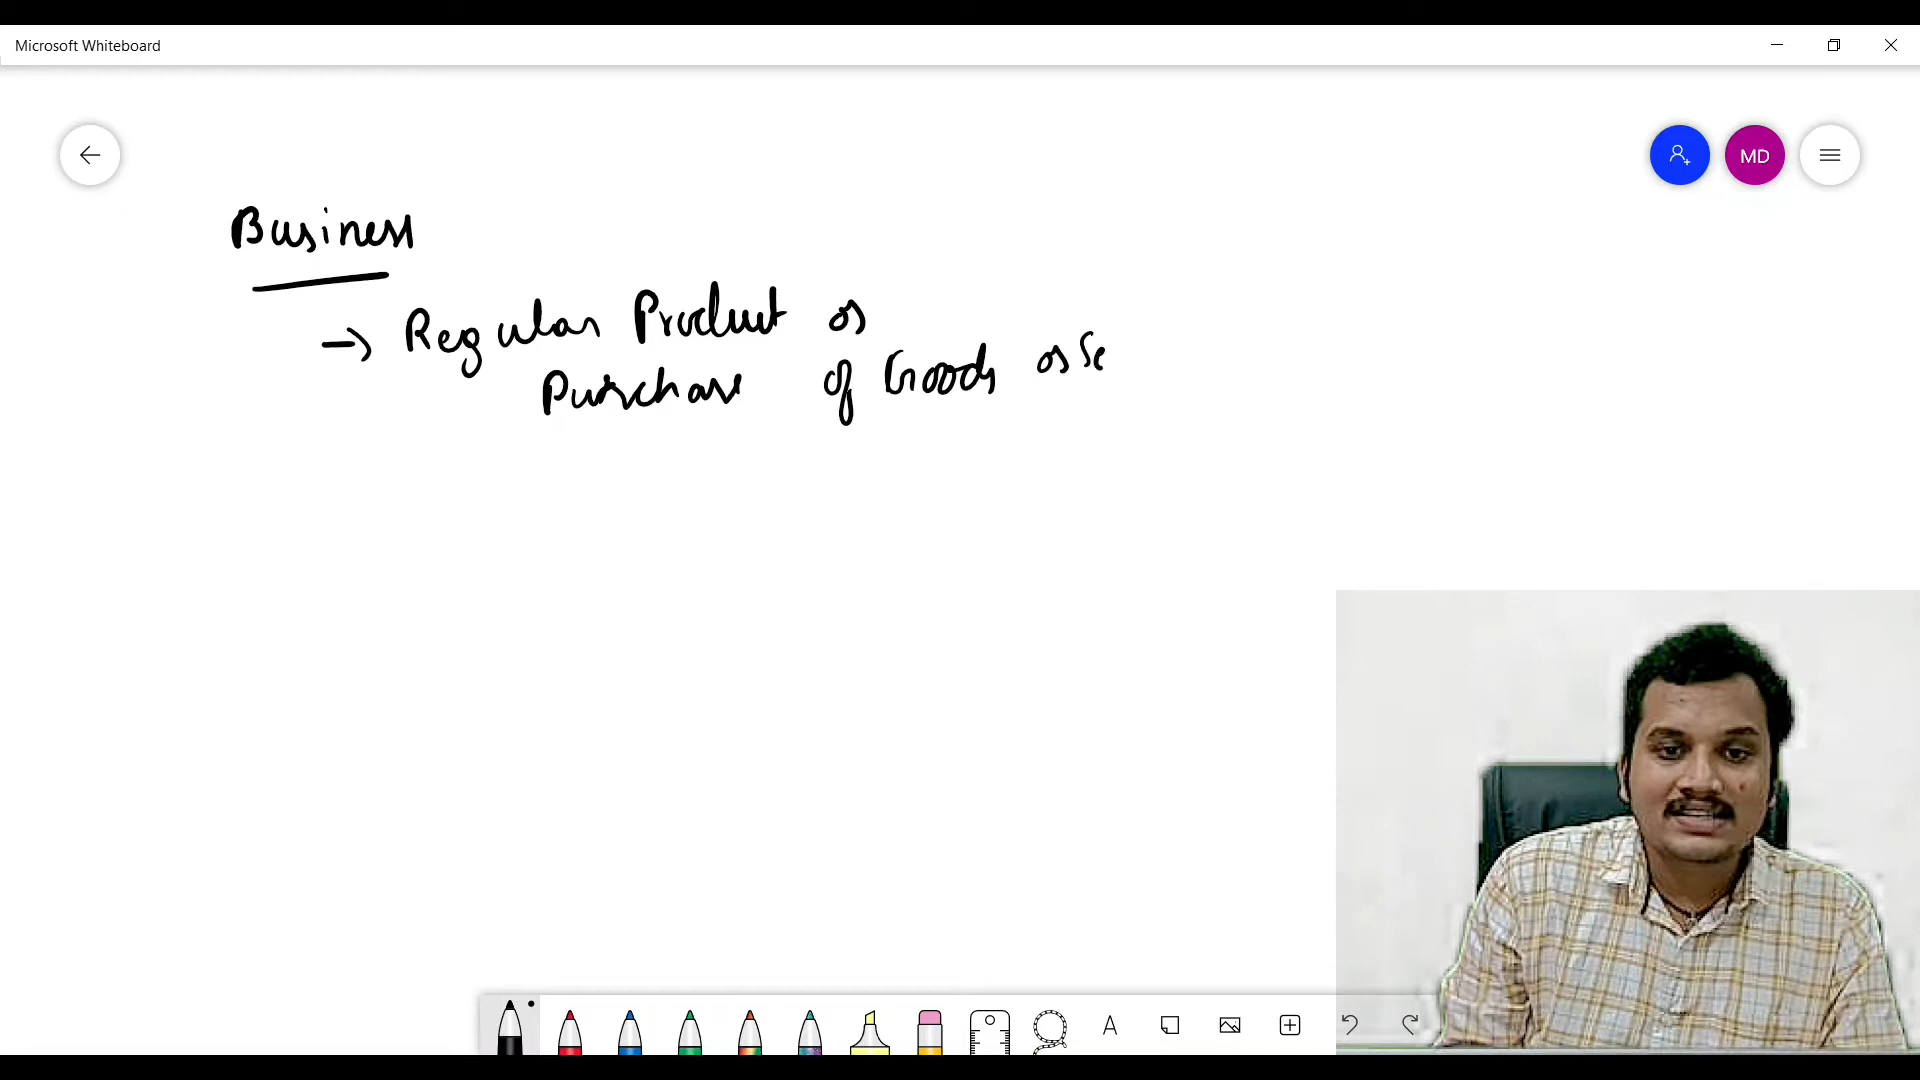 Microsoft Whiteboard
MD
Business
→ Regular Product or
Purchase of Goods or Se
A